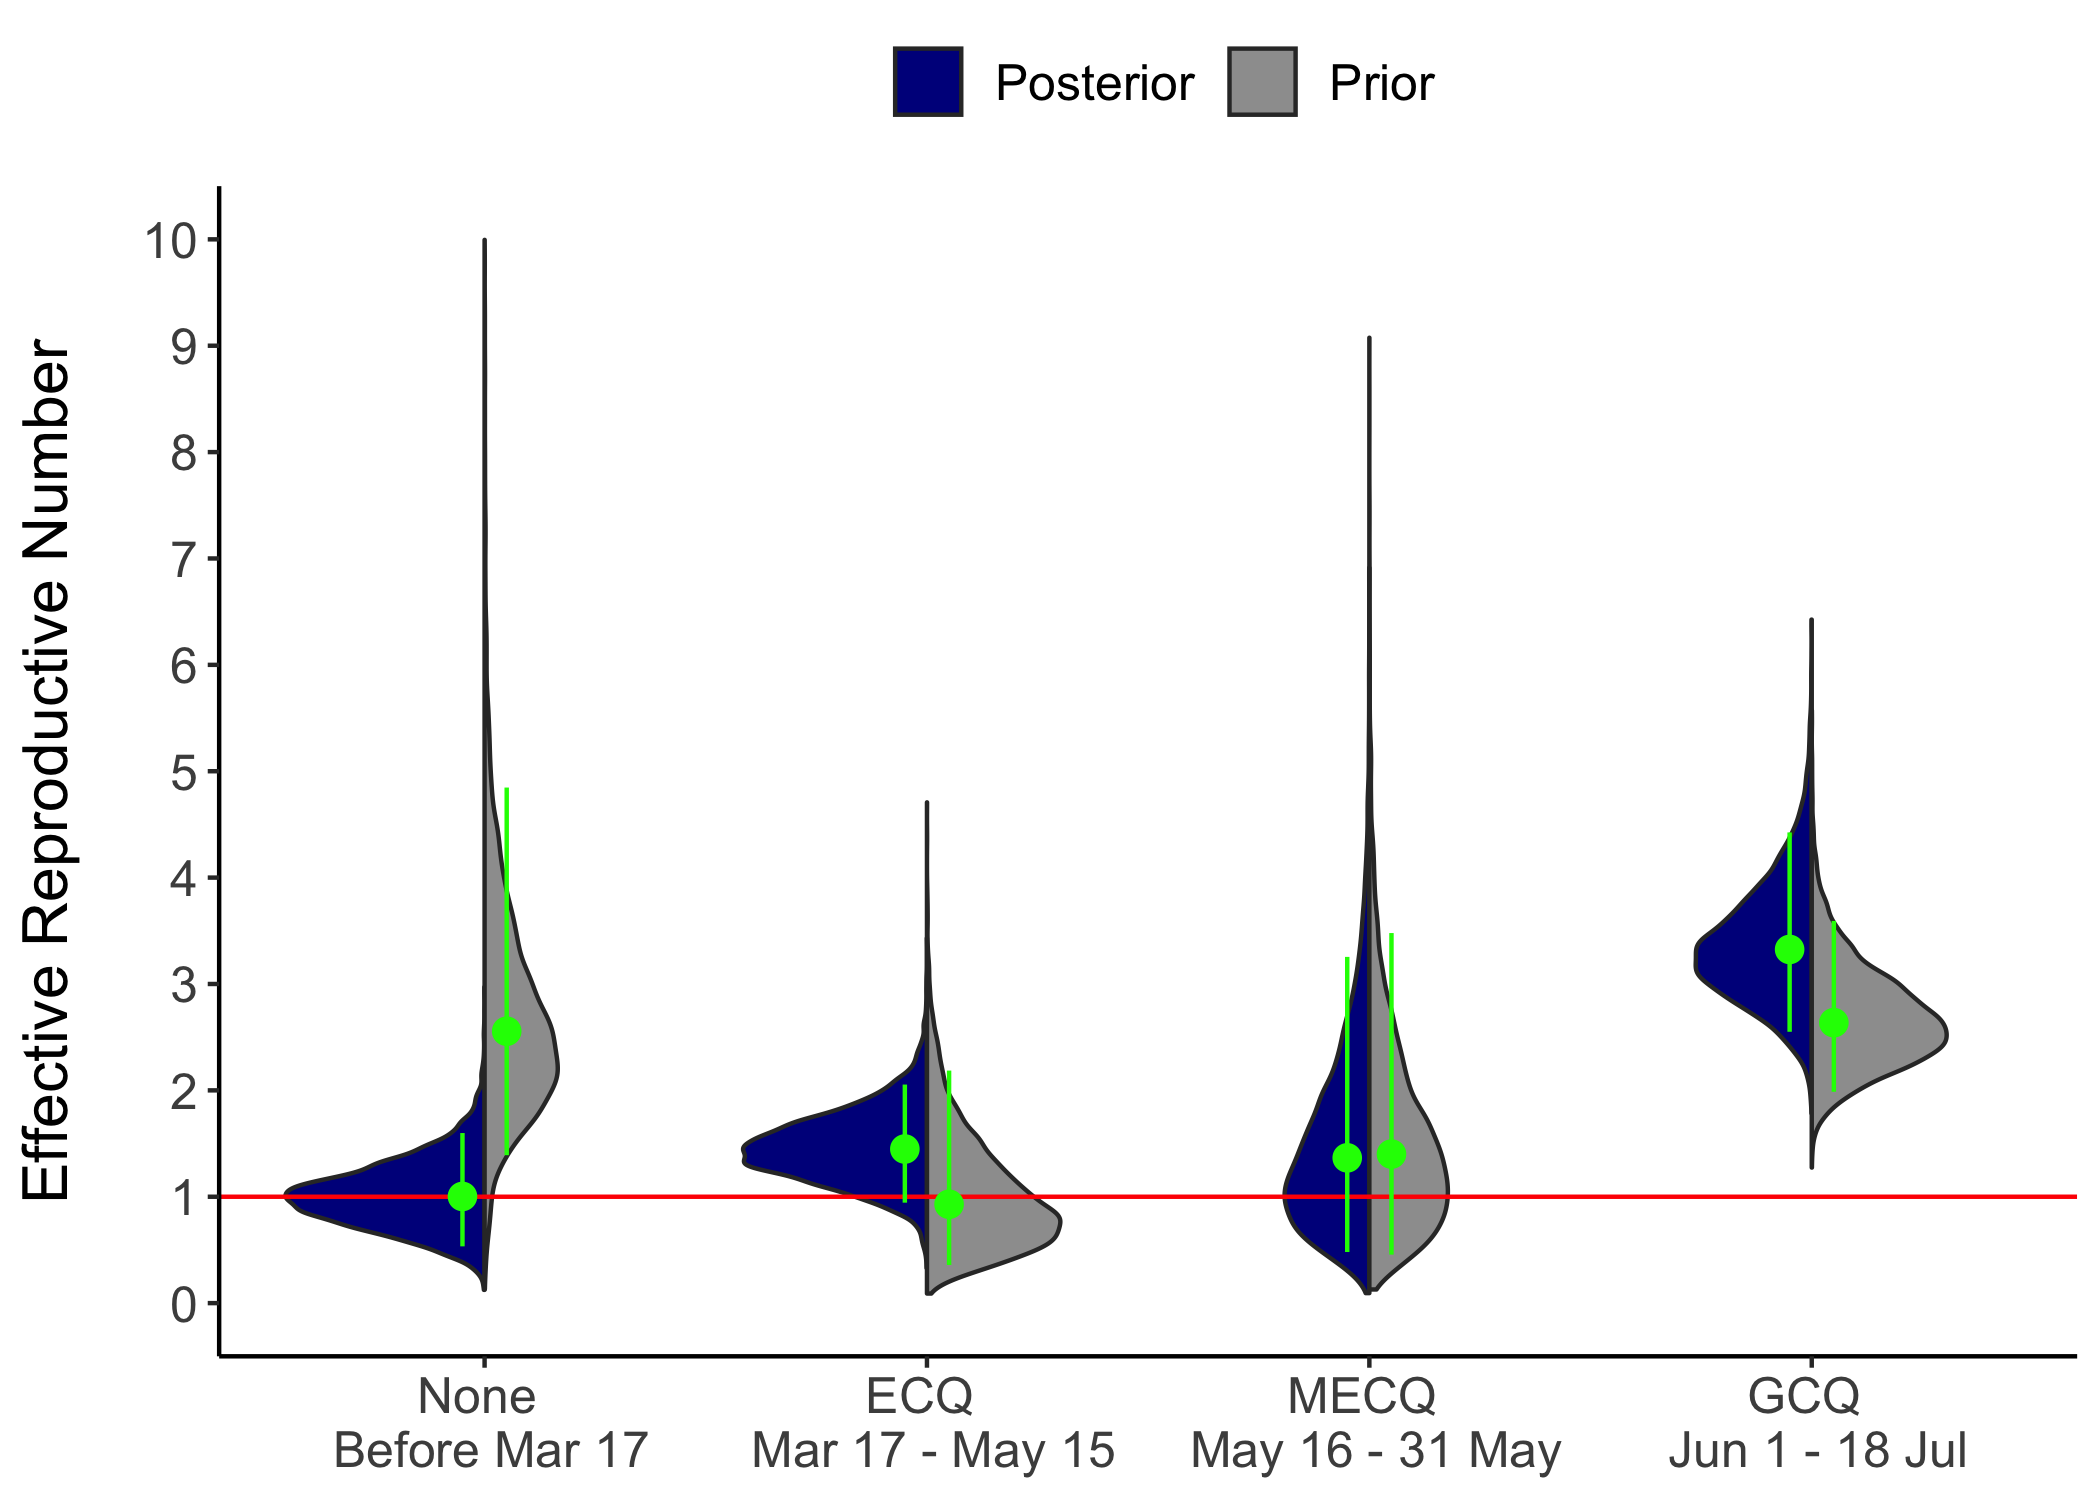 Posterior Prior
Effective Reproductive Number
10
9
8
7
6
5
4
3
2
1
0
None
Before Mar 17
ECQ
Mar 17 - May 15
MECQ
May 16 - 31 May
GCQ
Jun 1 - 18 Jul